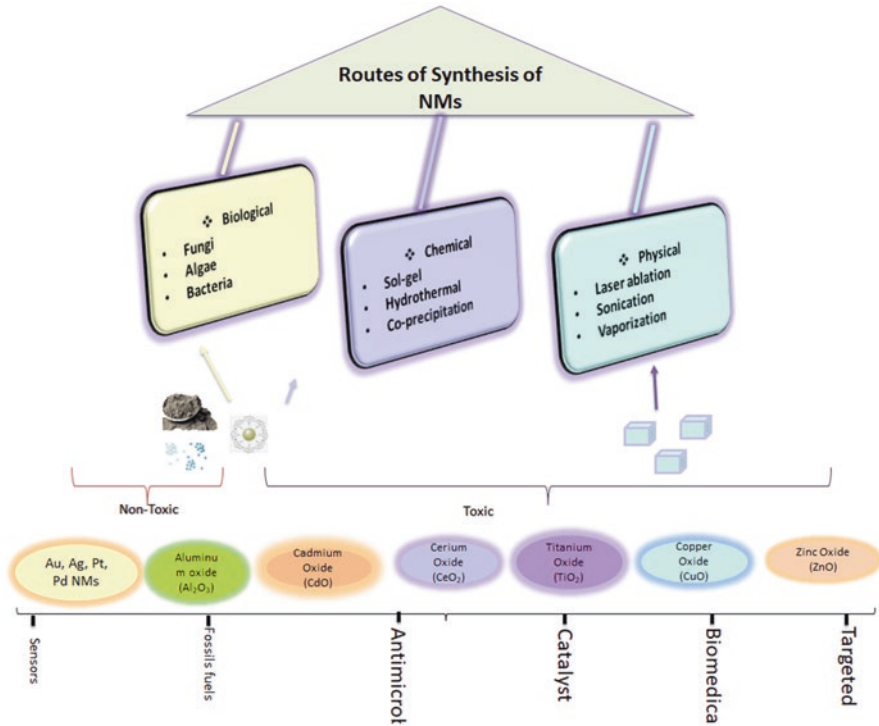 Routes of Synthesis of
NMs
❖ Biological
• Fungi
• Algae
• Bacteria
❖ Chemical
• Sol-gel
• Hydrothermal
• Co-precipitation
❖ Physical
• Laser ablation
• Sonication
• Vaporization
Non-Toxic
Toxic
Au, Ag, Pt,
Pd NMs
Aluminu
m oxide
(Al₂O₃)
Cadmium
Oxide
(CdO)
Cerium
Oxide
(CeO₂)
Titanium
Oxide
(TiO₂)
Copper
Oxide
(CuO)
Zinc Oxide
(ZnO)
Sensors
Fossils fuels
Antimicrob
Catalyst
Biomedica
Targeted